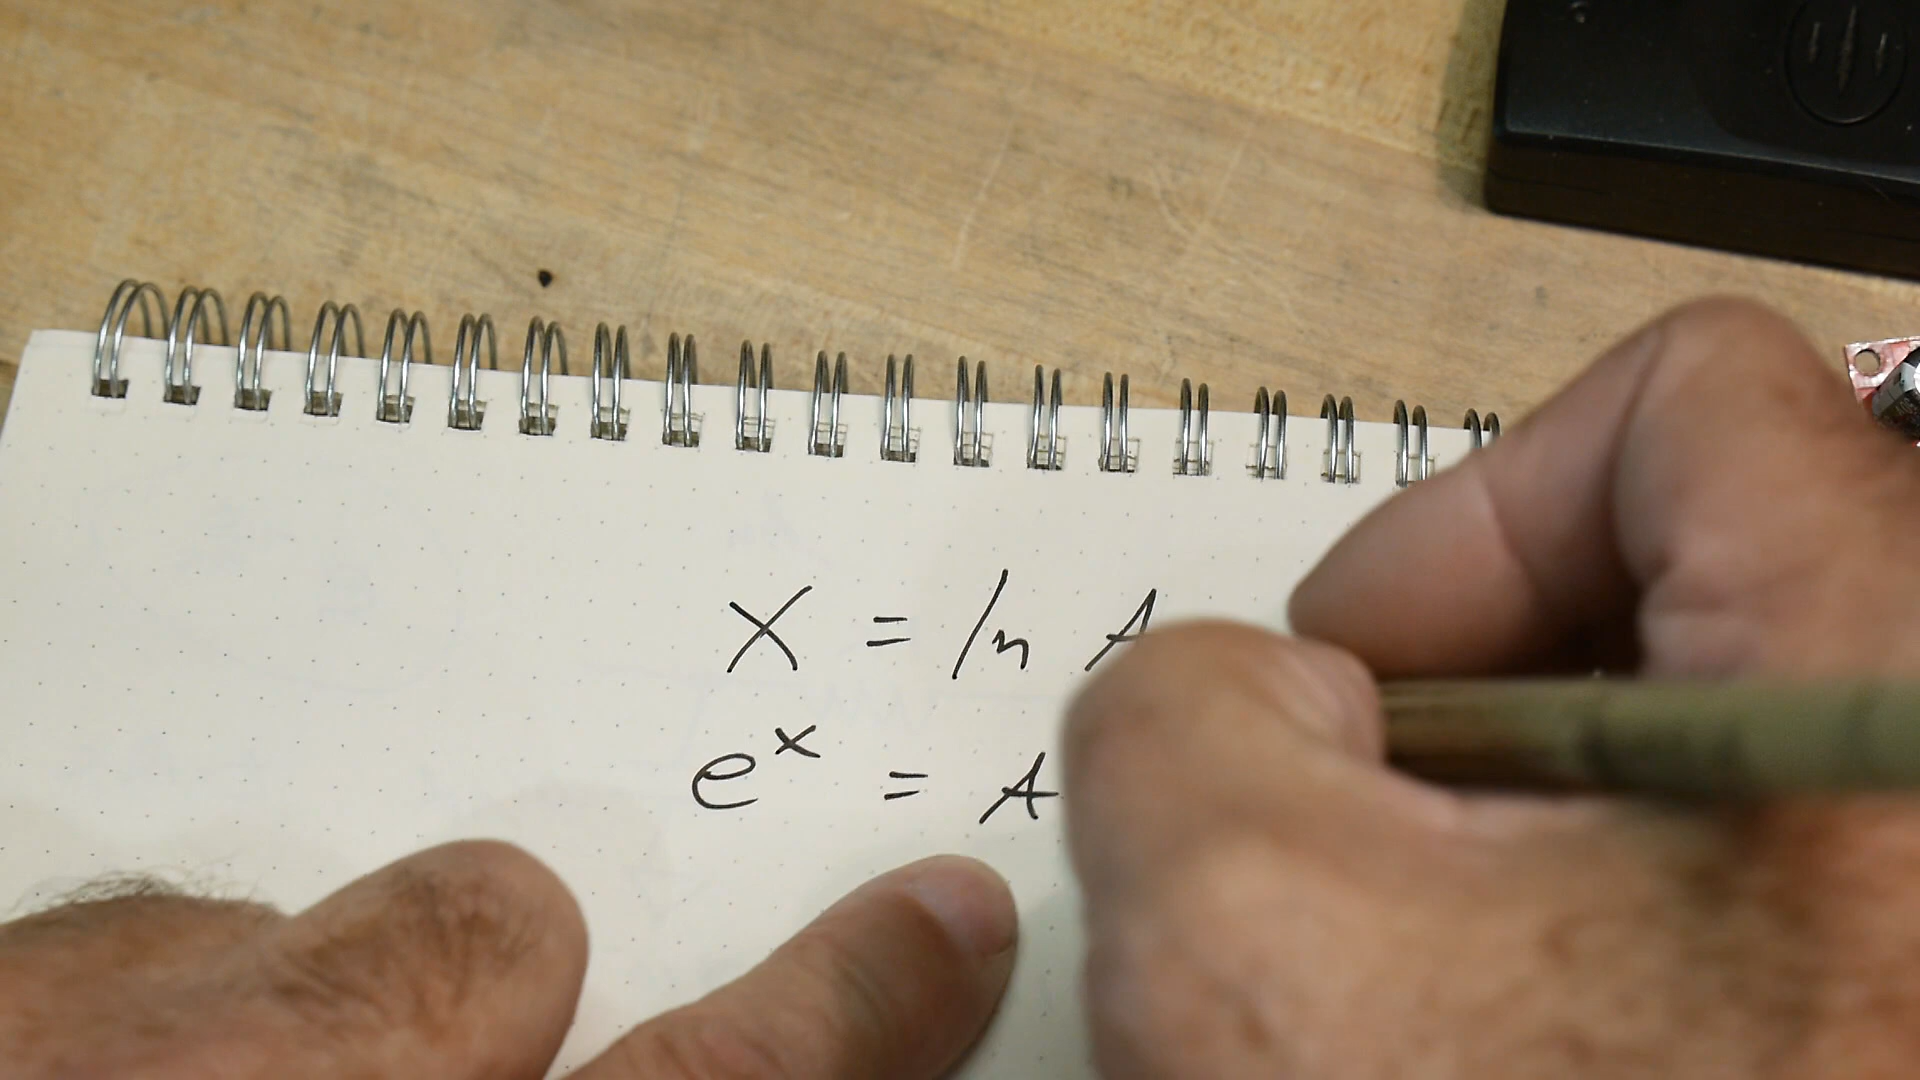 X = ln A
e^x = A